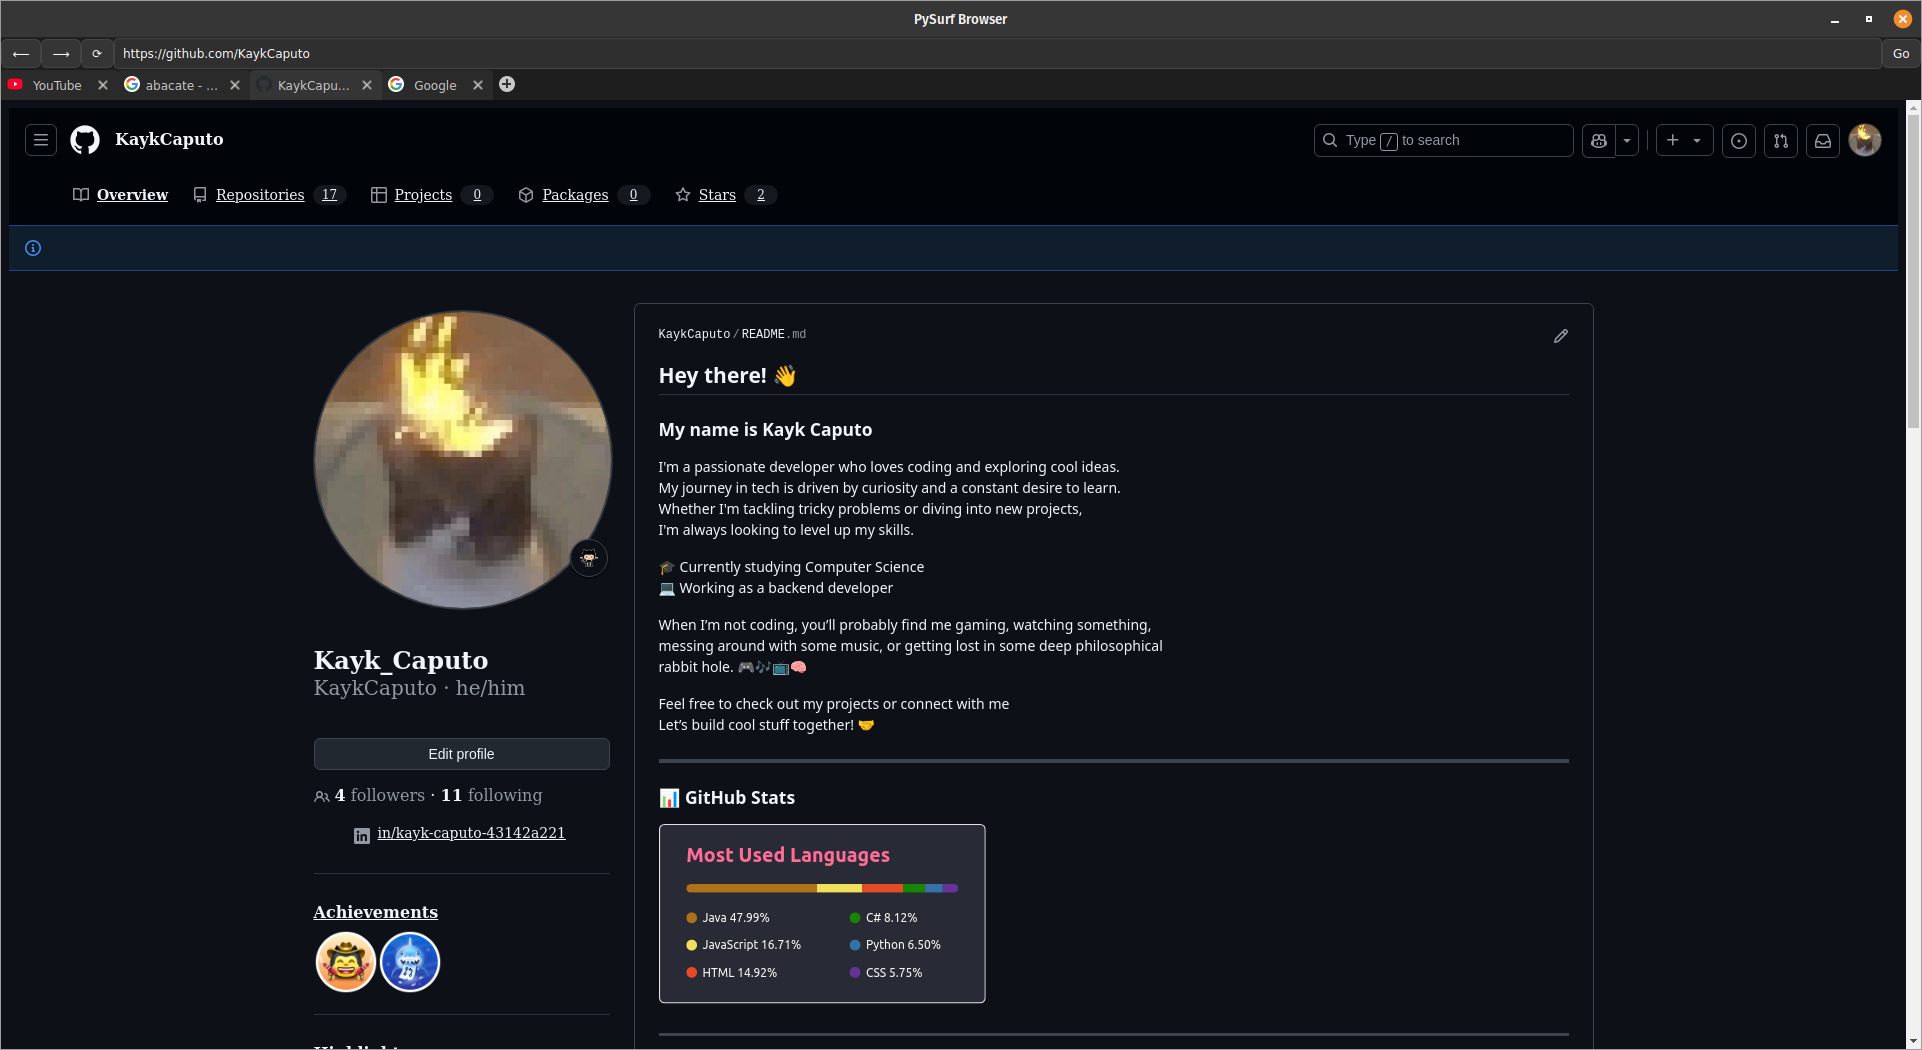 PySurf Browser
https://github.com/KaykCaputo
Go
YouTube
abacate - ...
KaykCapu...
Google
KaykCaputo
Type / to search
Overview
Repositories 17
Projects 0
Packages 0
Stars 2
KaykCaputo/README.md
Hey there! 👋
My name is Kayk Caputo
I'm a passionate developer who loves coding and exploring cool ideas.
My journey in tech is driven by curiosity and a constant desire to learn.
Whether I'm tackling tricky problems or diving into new projects,
I'm always looking to level up my skills.
🎓 Currently studying Computer Science
💻 Working as a backend developer
When I’m not coding, you’ll probably find me gaming, watching something,
messing around with some music, or getting lost in some deep philosophical
rabbit hole. 🎮🎶📺🧠
Feel free to check out my projects or connect with me
Let’s build cool stuff together! 🤝
📊 GitHub Stats
Most Used Languages
Java 47.99%
JavaScript 16.71%
HTML 14.92%
C# 8.12%
Python 6.50%
CSS 5.75%
Kayk_Caputo
KaykCaputo · he/him
Edit profile
4 followers · 11 following
in/kayk-caputo-43142a221
Achievements